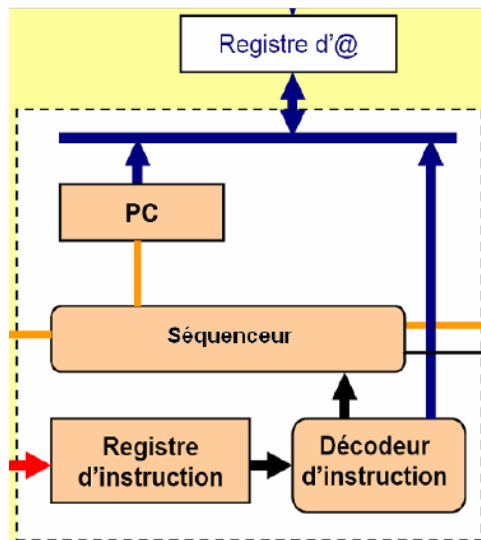 Registre d'@
PC
Séquenceur
Registre
d'instruction
Décodeur
d'instruction